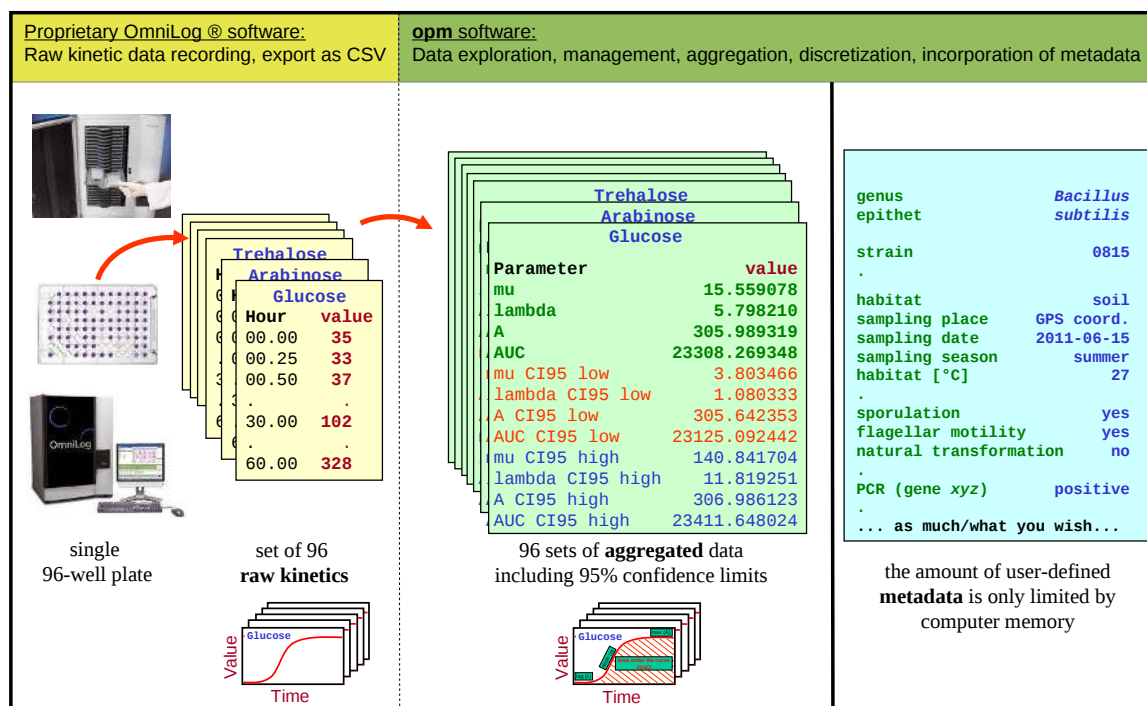 Proprietary OmniLog ® software:
Raw kinetic data recording, export as CSV
opm software:
Data exploration, management, aggregation, discretization, incorporation of metadata
OmniLog
single
96-well plate
Trehalose
Arabinose
Glucose
Hour value
00.00 35
00.25 33
00.50 37
. .
30.00 102
. .
60.00 328
set of 96
raw kinetics
Glucose
Value
Time
Trehalose
Arabinose
Glucose
Parameter value
mu 15.559078
lambda 5.798210
A 305.989319
AUC 23308.269348
mu CI95 low 3.803466
lambda CI95 low 1.080333
A CI95 low 305.642353
AUC CI95 low 23125.092442
mu CI95 high 140.841704
lambda CI95 high 11.819251
A CI95 high 306.986123
AUC CI95 high 23411.648024
96 sets of aggregated data
including 95% confidence limits
Glucose
Area under the curve
(AUC)
Value
Time
genus Bacillus
epithet subtilis
strain 0815
.
habitat soil
sampling place GPS coord.
sampling date 2011-06-15
sampling season summer
habitat [°C] 27
.
sporulation yes
flagellar motility yes
natural transformation no
.
PCR (gene xyz) positive
.
... as much/what you wish...
the amount of user-defined
metadata is only limited by
computer memory